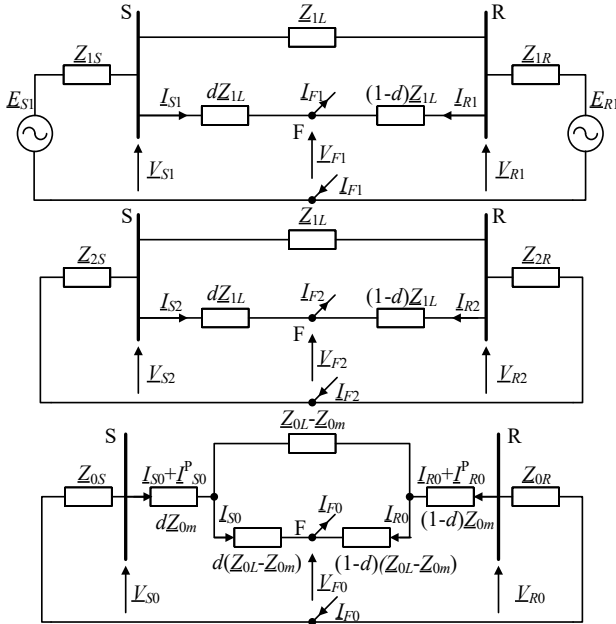 S Z1L R
Z1S Z1R
ES1 IS1 dZ1L IF1 (1-d)Z1L IR1 ER1
F
VS1 VF1 VR1
IF1
S Z1L R
Z2S Z2R
IS2 dZ1L IF2 (1-d)Z1L IR2
F
VS2 VF2 VR2
IF2
Z0L-Z0m
S R
Z0S IS0+IPS0 IR0+IPR0 Z0R
dZ0m IS0 F IF0 IR0 (1-d)Z0m
d(Z0L-Z0m) (1-d)(Z0L-Z0m)
VS0 VF0 VR0
IF0